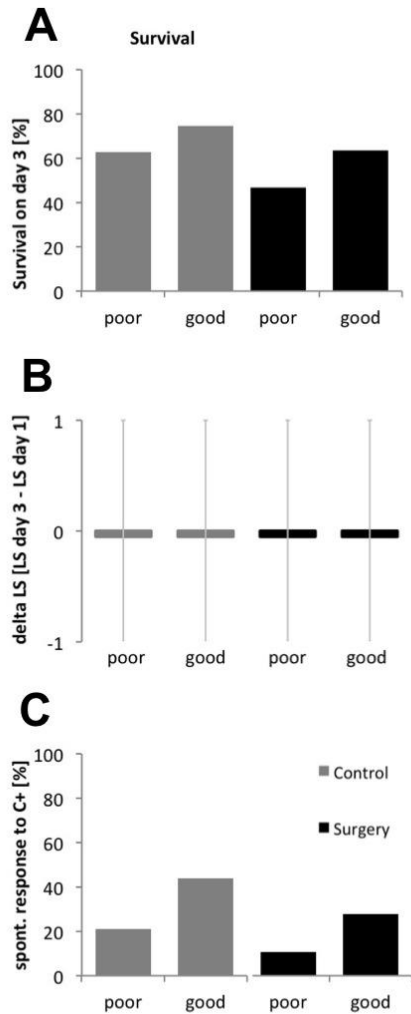 A
Survival
Survival on day 3 [%]
100
80
60
40
20
0
poor good poor good
B
delta LS [LS day 3 - LS day 1]
1
0
-1
poor good poor good
C
spont. response to C+ [%]
100
80
60
40
20
0
Control
Surgery
poor good poor good